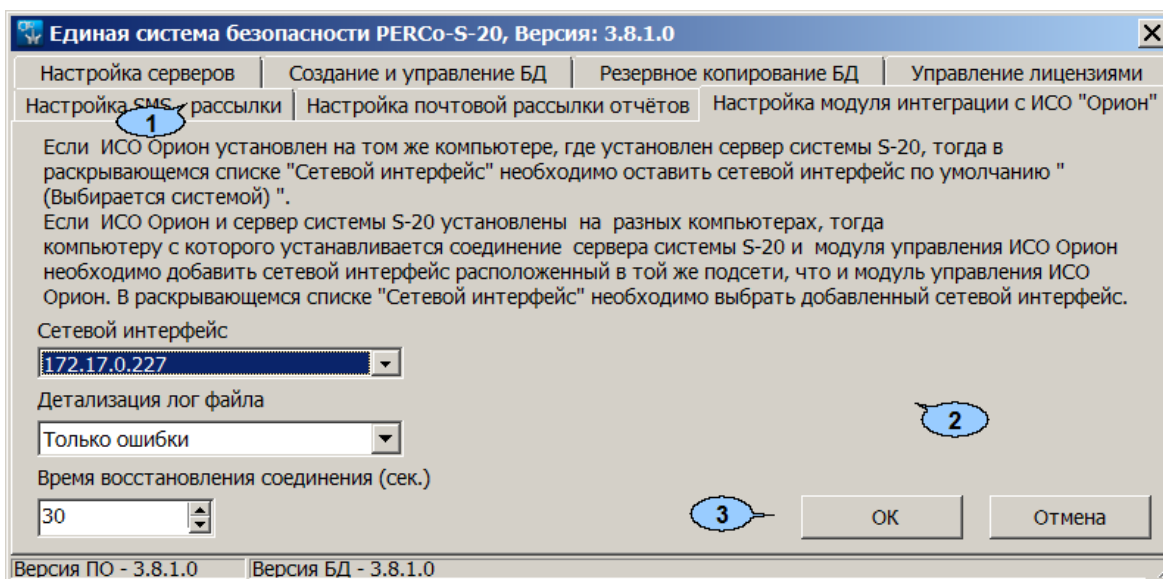 Единая система безопасности PERCo-S-20, Версия: 3.8.1.0
Настройка серверов Создание и управление БД Резервное копирование БД Управление лицензиями
Настройка SMS - рассылки Настройка почтовой рассылки отчётов Настройка модуля интеграции с ИСО "Орион"
1
Если ИСО Орион установлен на том же компьютере, где установлен сервер системы S-20, тогда в
раскрывающемся списке "Сетевой интерфейс" необходимо оставить сетевой интерфейс по умолчанию "
(Выбирается системой) ".
Если ИСО Орион и сервер системы S-20 установлены на разных компьютерах, тогда
компьютеру с которого устанавливается соединение сервера системы S-20 и модуля управления ИСО Орион
необходимо добавить сетевой интерфейс расположенный в той же подсети, что и модуль управления ИСО
Орион. В раскрывающемся списке "Сетевой интерфейс" необходимо выбрать добавленный сетевой интерфейс.
Сетевой интерфейс
172.17.0.227
Детализация лог файла
2
Только ошибки
Время восстановления соединения (сек.)
30
3
ОК Отмена
Версия ПО - 3.8.1.0 Версия БД - 3.8.1.0